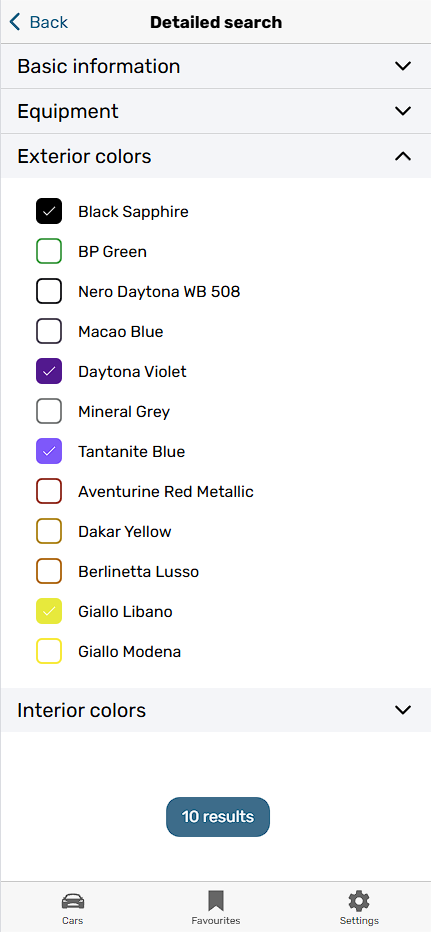 Back
Detailed search
Basic information
Equipment
Exterior colors
Black Sapphire
BP Green
Nero Daytona WB 508
Macao Blue
Daytona Violet
Mineral Grey
Tantanite Blue
Aventurine Red Metallic
Dakar Yellow
Berlinetta Lusso
Giallo Libano
Giallo Modena
Interior colors
10 results
Cars
Favourites
Settings